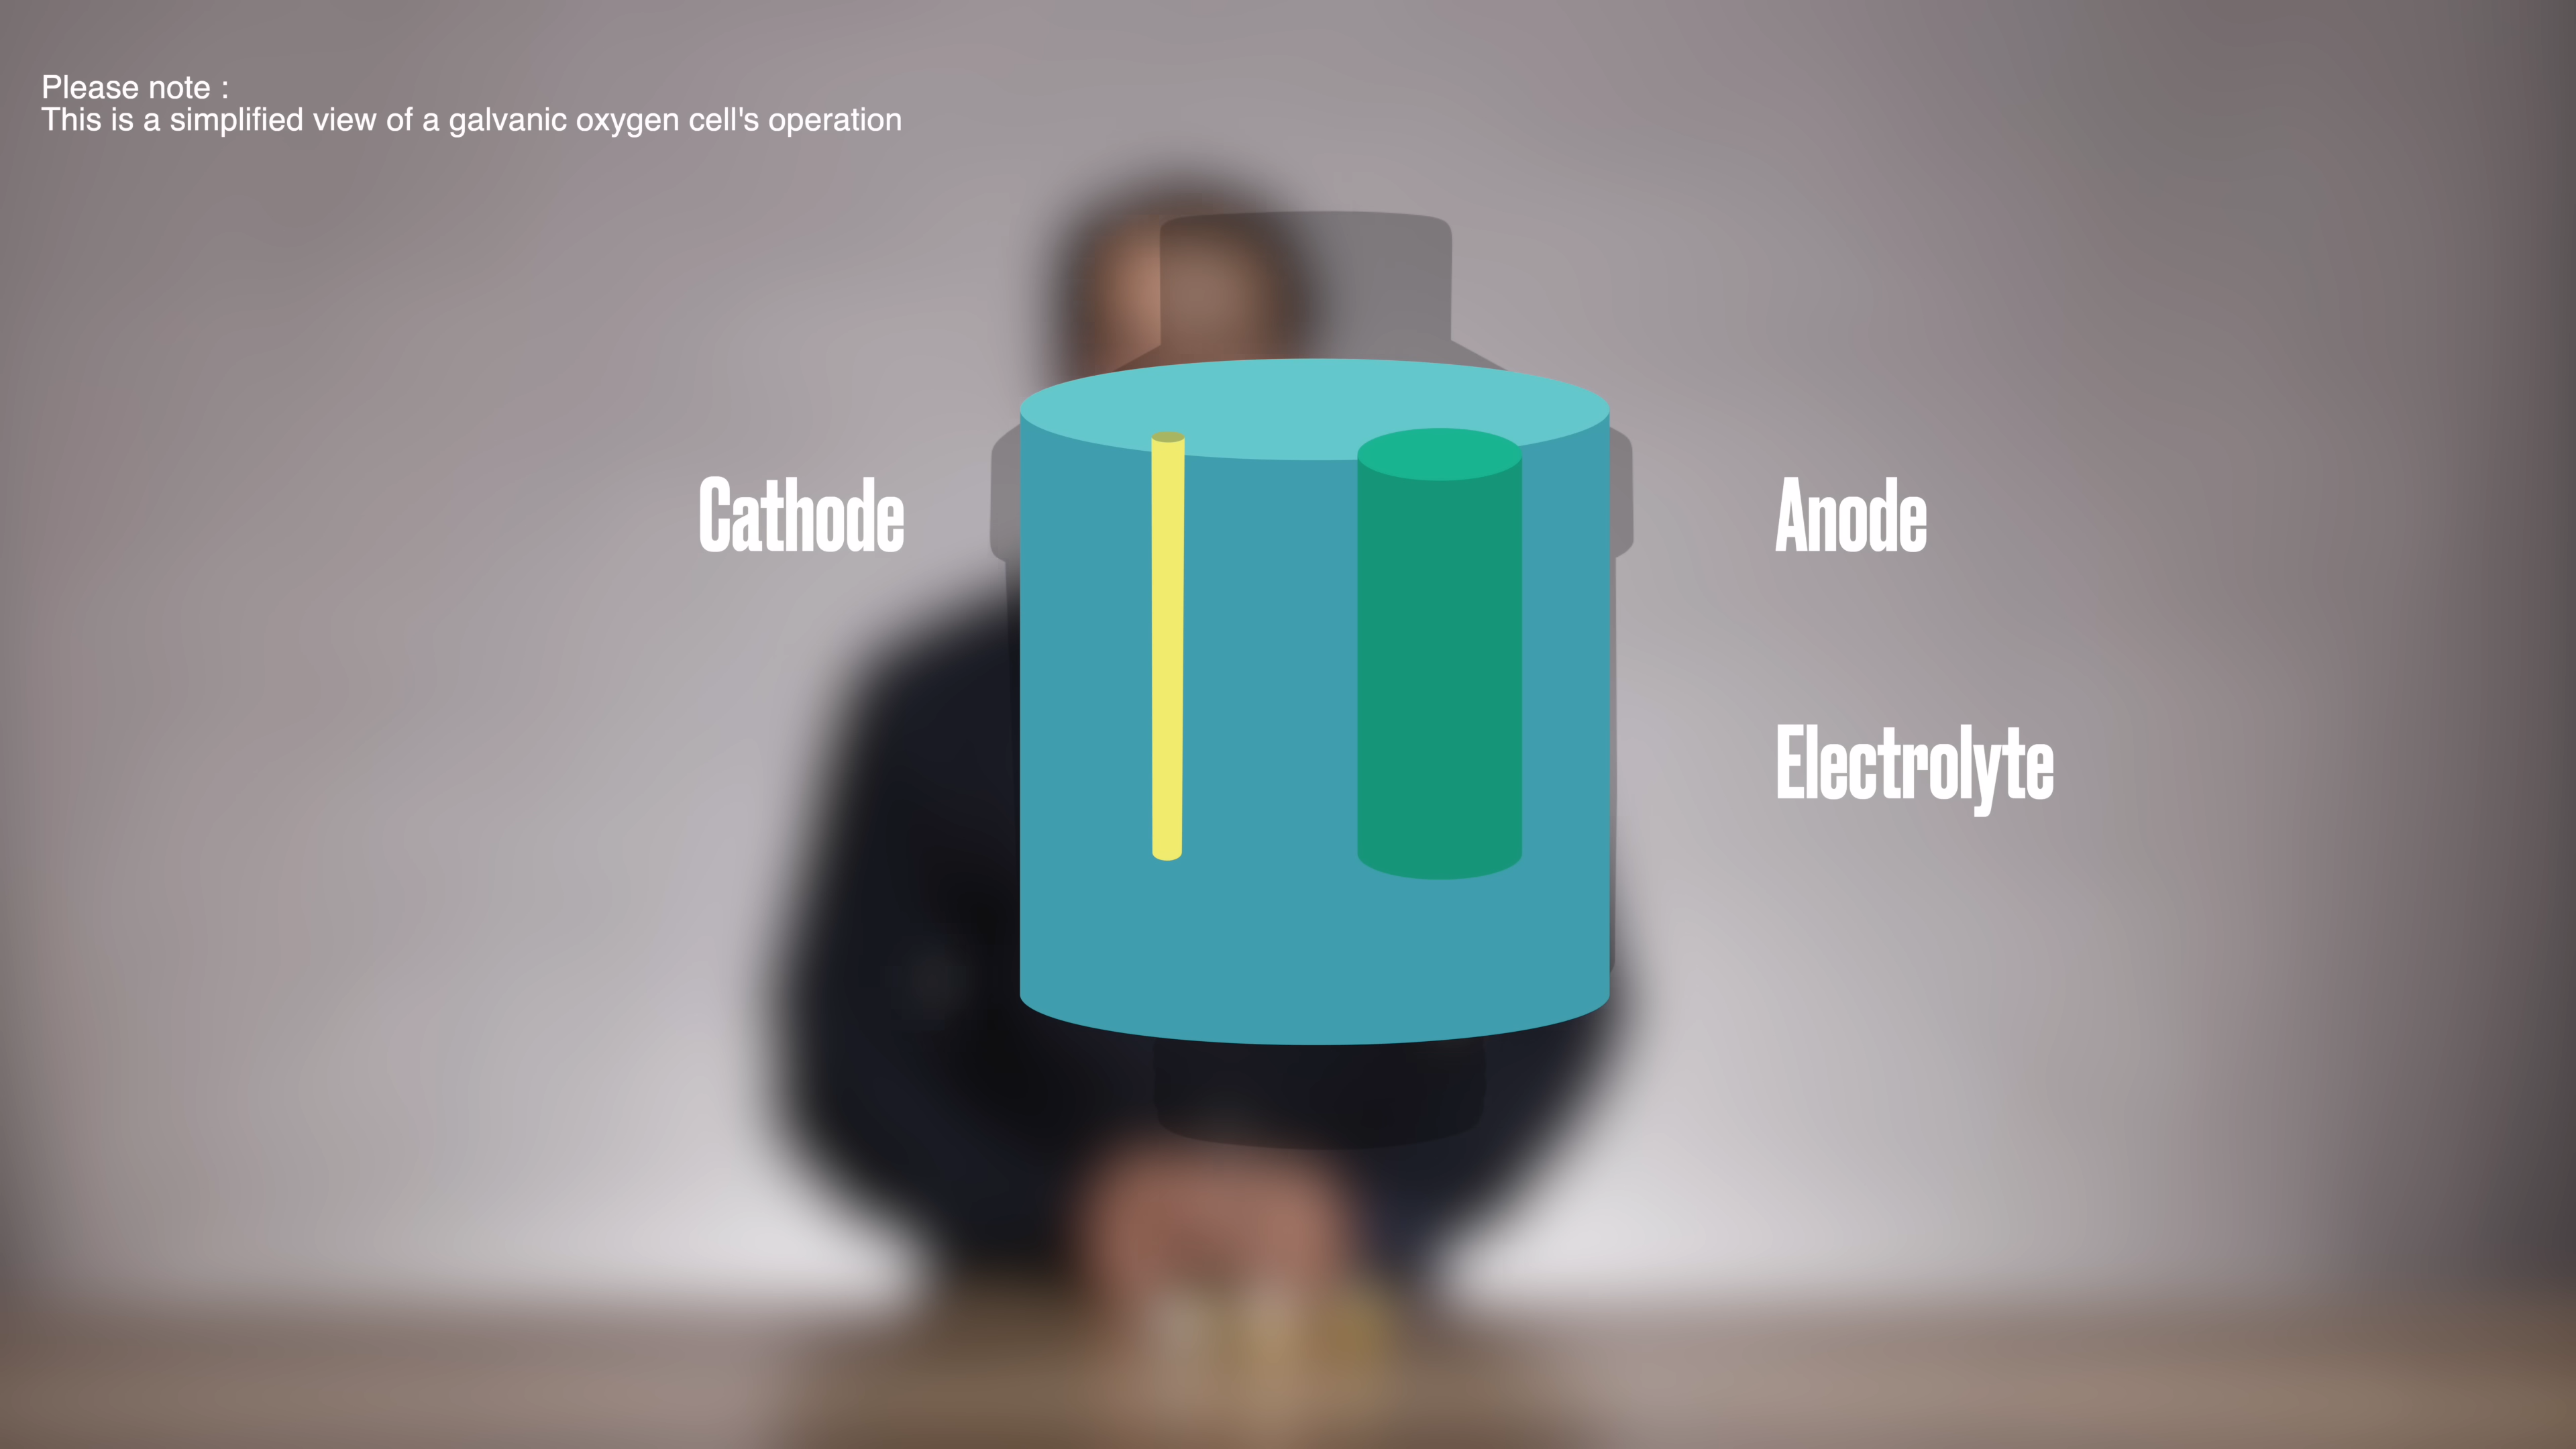 Please note :
This is a simplified view of a galvanic oxygen cell's operation
Cathode
Anode
Electrolyte